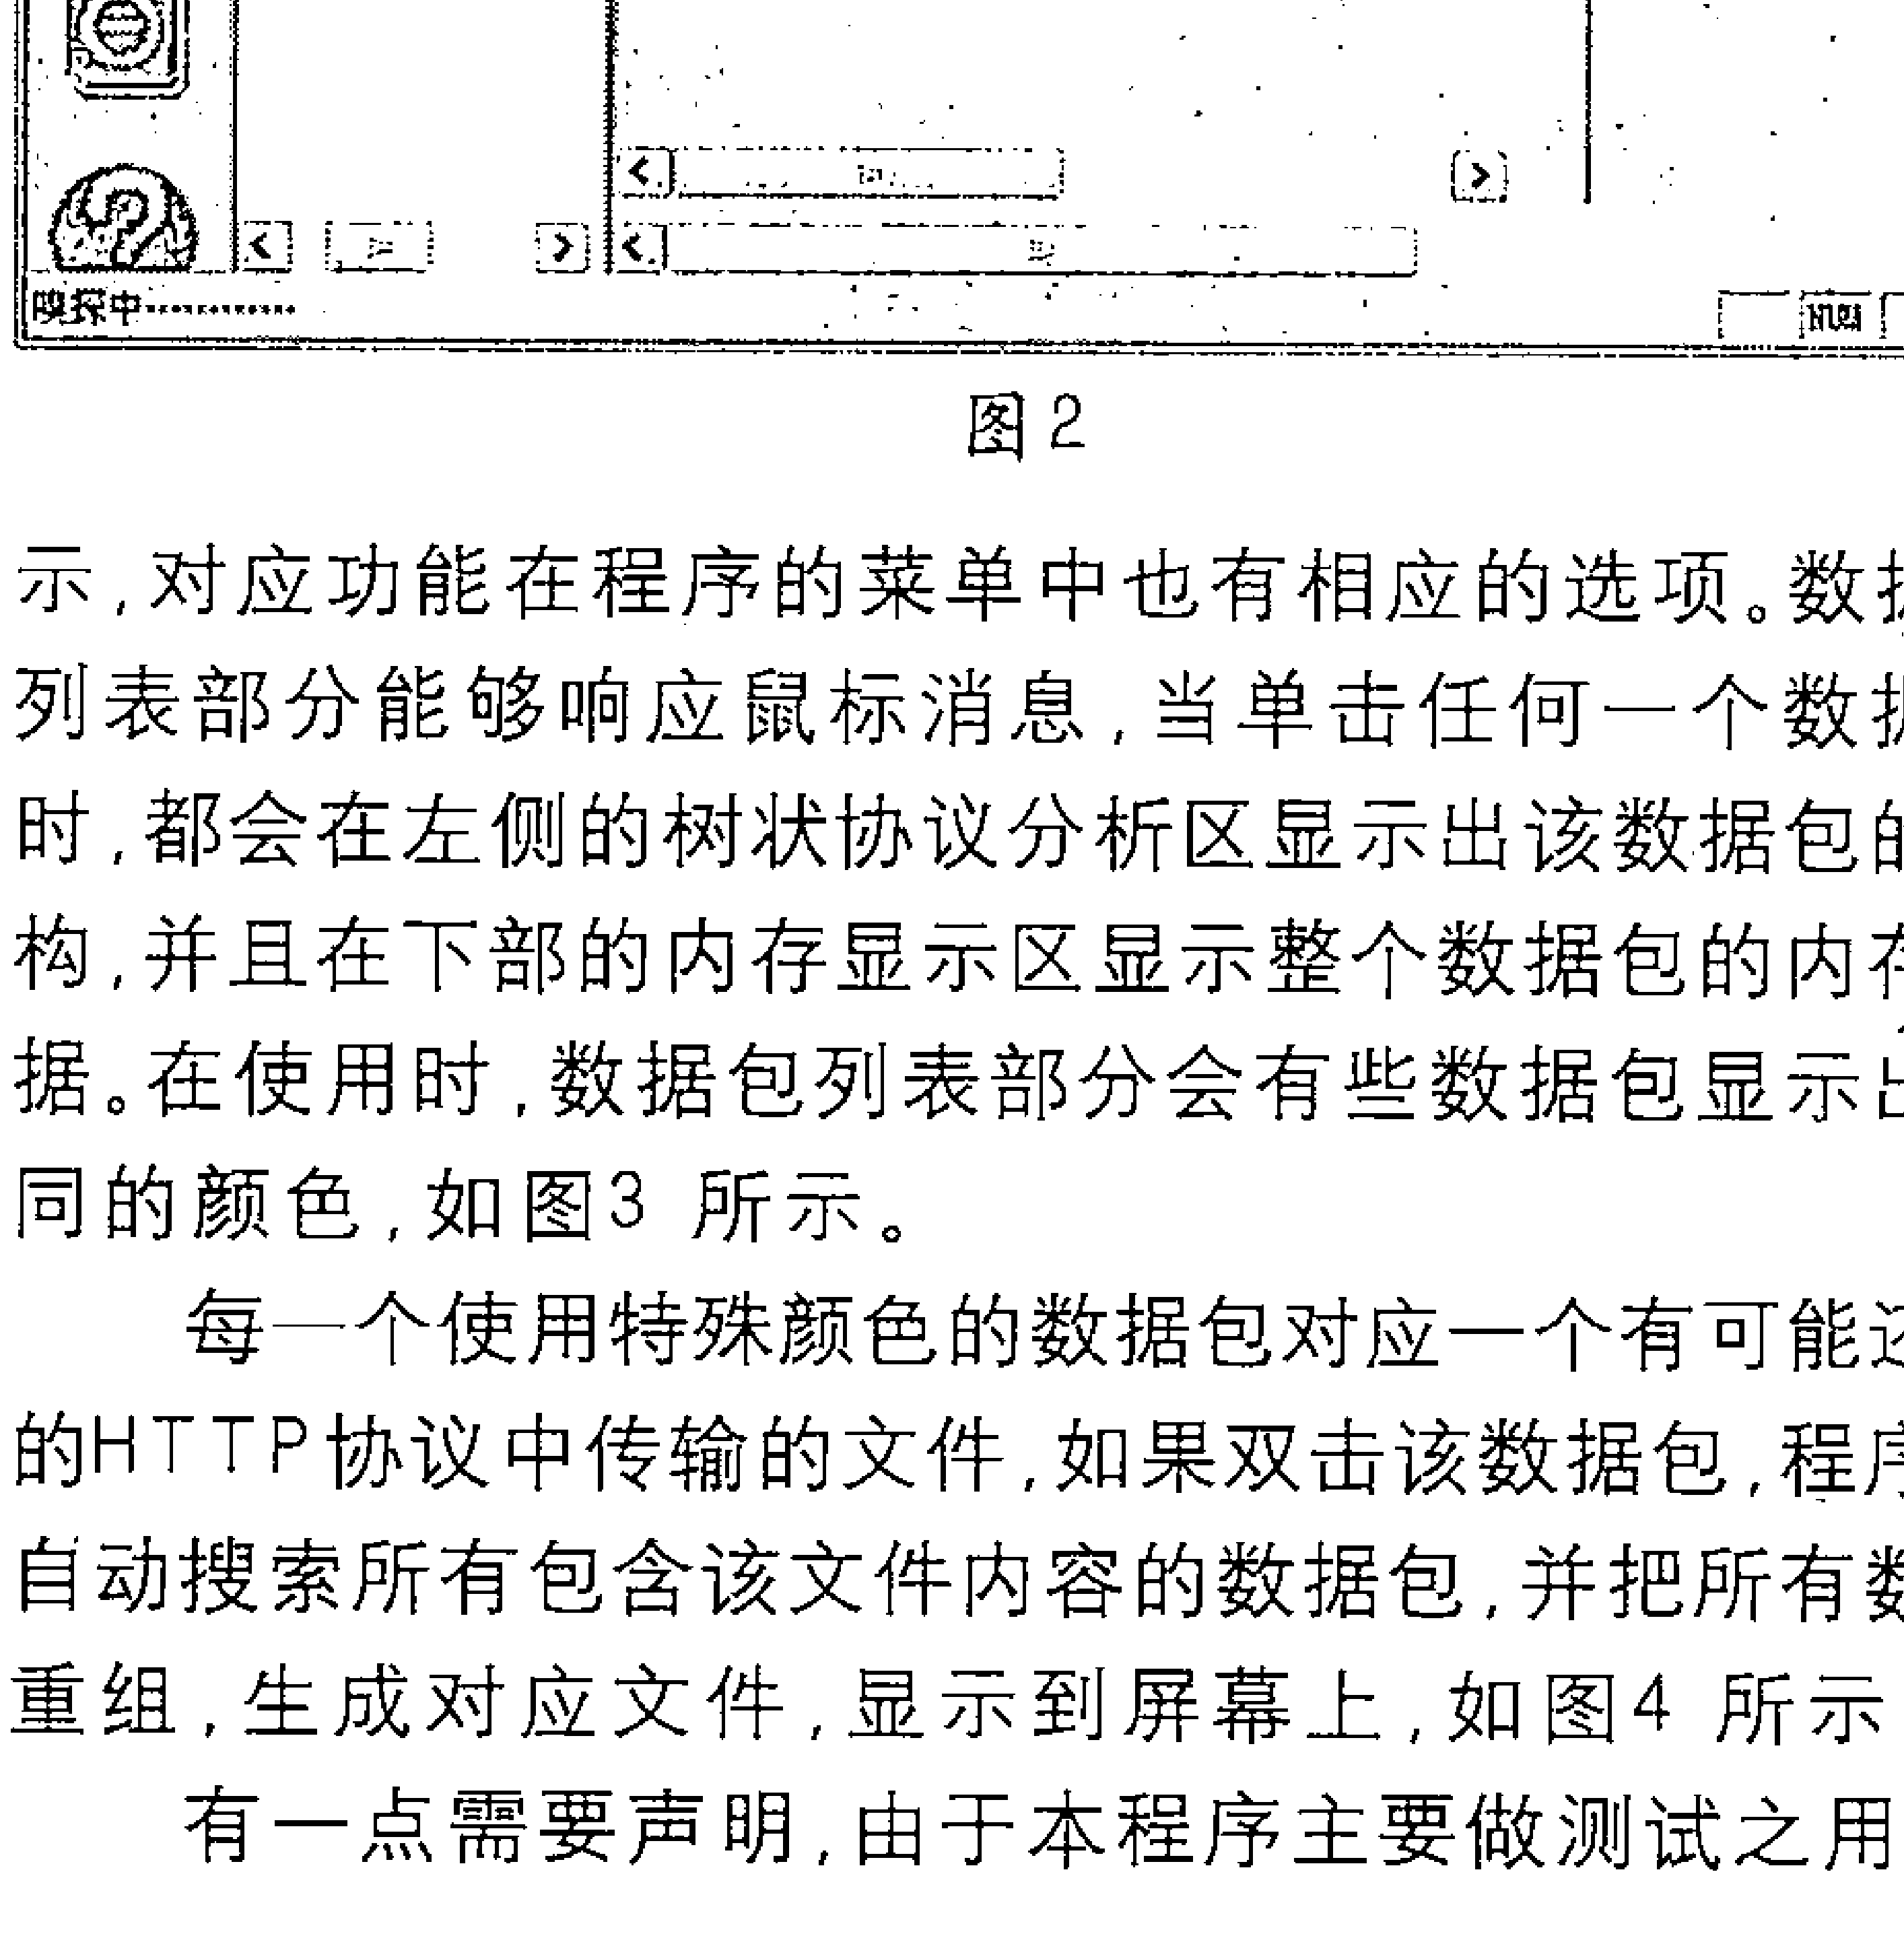 嗅探中············
NUM
图2
示,对应功能在程序的菜单中也有相应的选项。数据
列表部分能够响应鼠标消息,当单击任何一个数据
时,都会在左侧的树状协议分析区显示出该数据包的
构,并且在下部的内存显示区显示整个数据包的内存
据。在使用时,数据包列表部分会有些数据包显示出
同的颜色,如图3 所示。
每一个使用特殊颜色的数据包对应一个有可能还
的HTTP协议中传输的文件,如果双击该数据包,程序
自动搜索所有包含该文件内容的数据包,并把所有数
重组,生成对应文件,显示到屏幕上,如图4 所示
有一点需要声明,由于本程序主要做测试之用